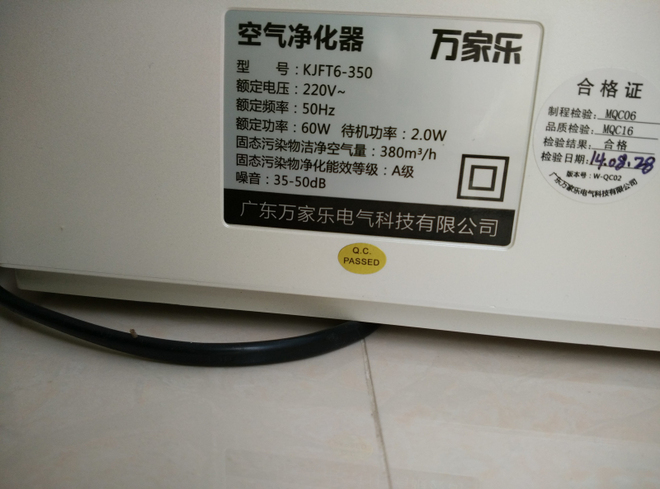 空气净化器
万家乐
型 号：KJFT6-350
额定电压：220V~
额定频率：50Hz
额定功率：60W 待机功率：2.0W
固态污染物洁净空气量：380m³/h
固态污染物净化能效等级：A级
噪音：35-50dB
广东万家乐电气科技有限公司
合格证
制程检验：MQC06
品质检验：MQC16
检验结果：合格
检验日期：14.08.28
版本号：W-QC02
广东万家乐电气科技有限公司
Q.C.
PASSED